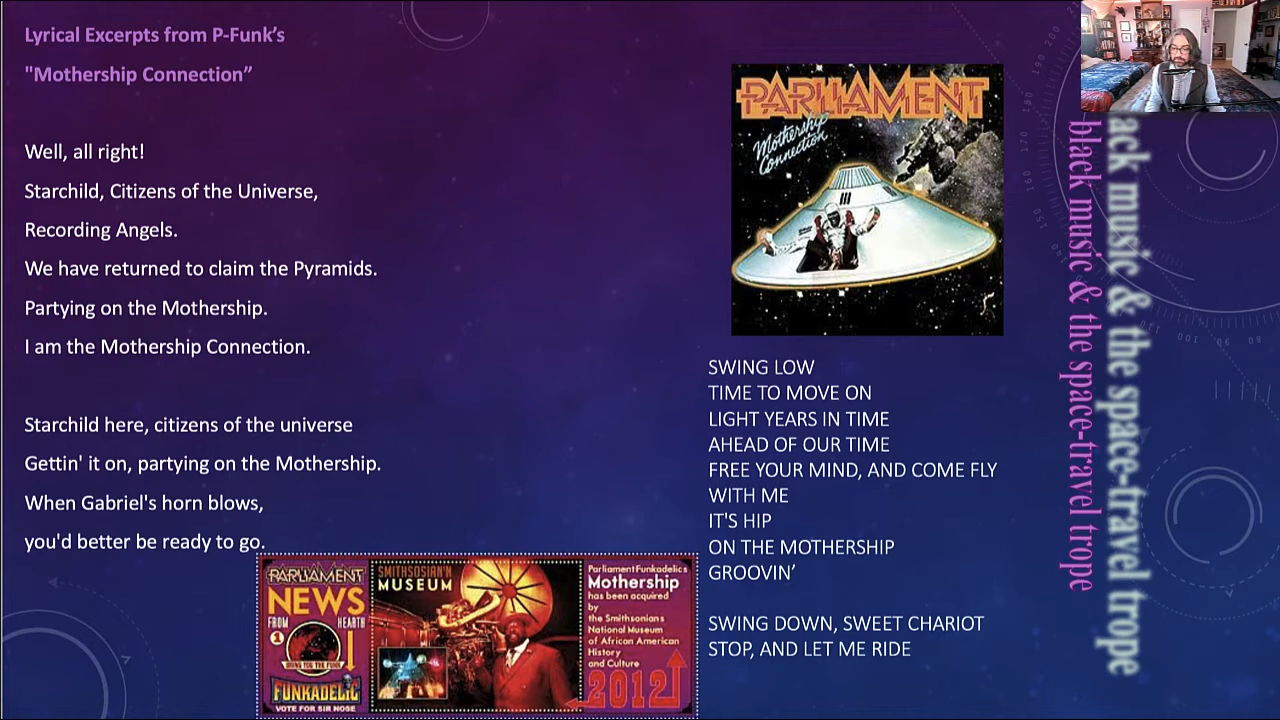 Lyrical Excerpts from P-Funk's
"Mothership Connection”
Well, all right!
Starchild, Citizens of the Universe,
Recording Angels.
We have returned to claim the Pyramids.
Partying on the Mothership.
I am the Mothership Connection.
Starchild here, citizens of the universe
Gettin' it on, partying on the Mothership.
When Gabriel's horn blows,
you'd better be ready to go.
PARLIAMENT
NEWS
FROM HEARTH
1
BRING YOU THE FUNK
FUNKADELIC
VOTE FOR SIR NOSE
SMITHSONIAN
MUSEUM
ParliamentFunkadelic's
Mothership
has been acquired
by
the Smithsonians
National Museum
of African American
History
and Culture
2012
PARLIAMENT
Mothership
Connection
SWING LOW
TIME TO MOVE ON
LIGHT YEARS IN TIME
AHEAD OF OUR TIME
FREE YOUR MIND, AND COME FLY
WITH ME
IT'S HIP
ON THE MOTHERSHIP
GROOVIN’
SWING DOWN, SWEET CHARIOT
STOP, AND LET ME RIDE
ack music & the space-travel trope
black music & the space-travel trope